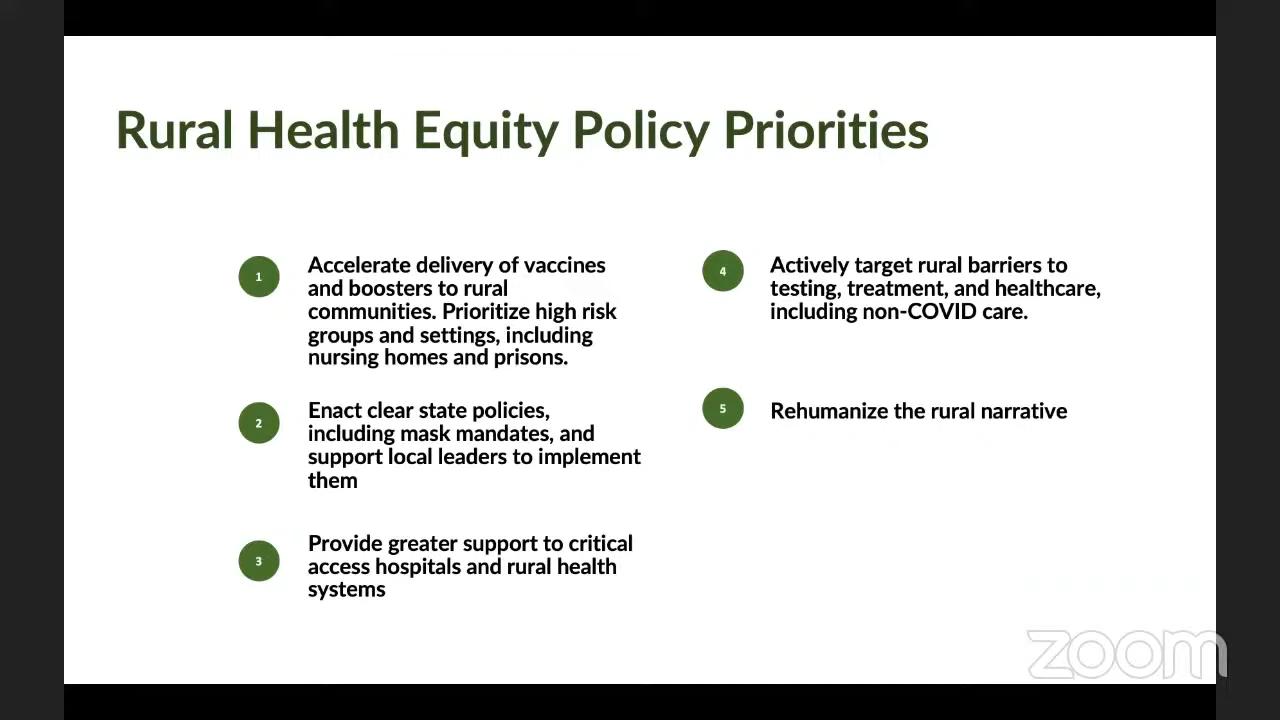 Rural Health Equity Policy Priorities
1
Accelerate delivery of vaccines
and boosters to rural
communities. Prioritize high risk
groups and settings, including
nursing homes and prisons.
2
Enact clear state policies,
including mask mandates, and
support local leaders to implement
them
3
Provide greater support to critical
access hospitals and rural health
systems
4
Actively target rural barriers to
testing, treatment, and healthcare,
including non-COVID care.
5
Rehumanize the rural narrative
zoom